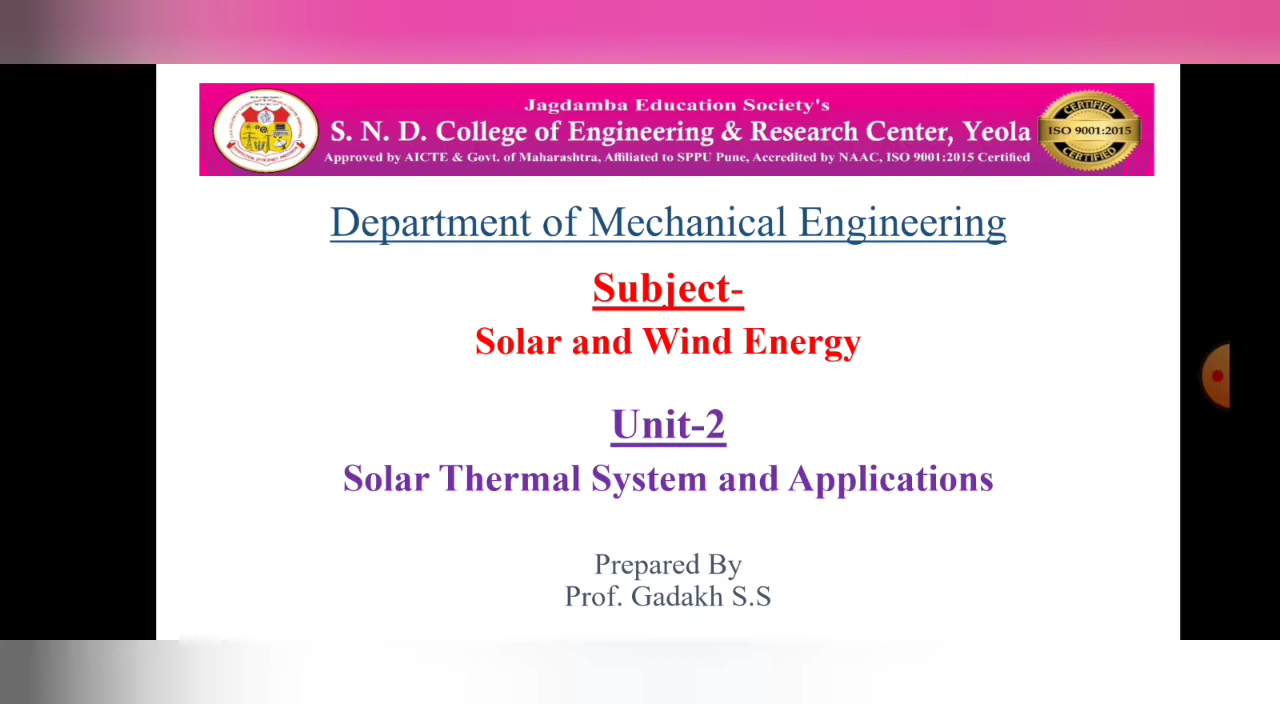 Jagdamba Education Society's
S. N. D. College of Engineering & Research Center, Yeola
Approved by AICTE & Govt. of Maharashtra, Affiliated to SPPU Pune, Accredited by NAAC, ISO 9001:2015 Certified
CERTIFIED
ISO 9001:2015
CERTIFIED
Department of Mechanical Engineering
Subject-
Solar and Wind Energy
Unit-2
Solar Thermal System and Applications
Prepared By
Prof. Gadakh S.S